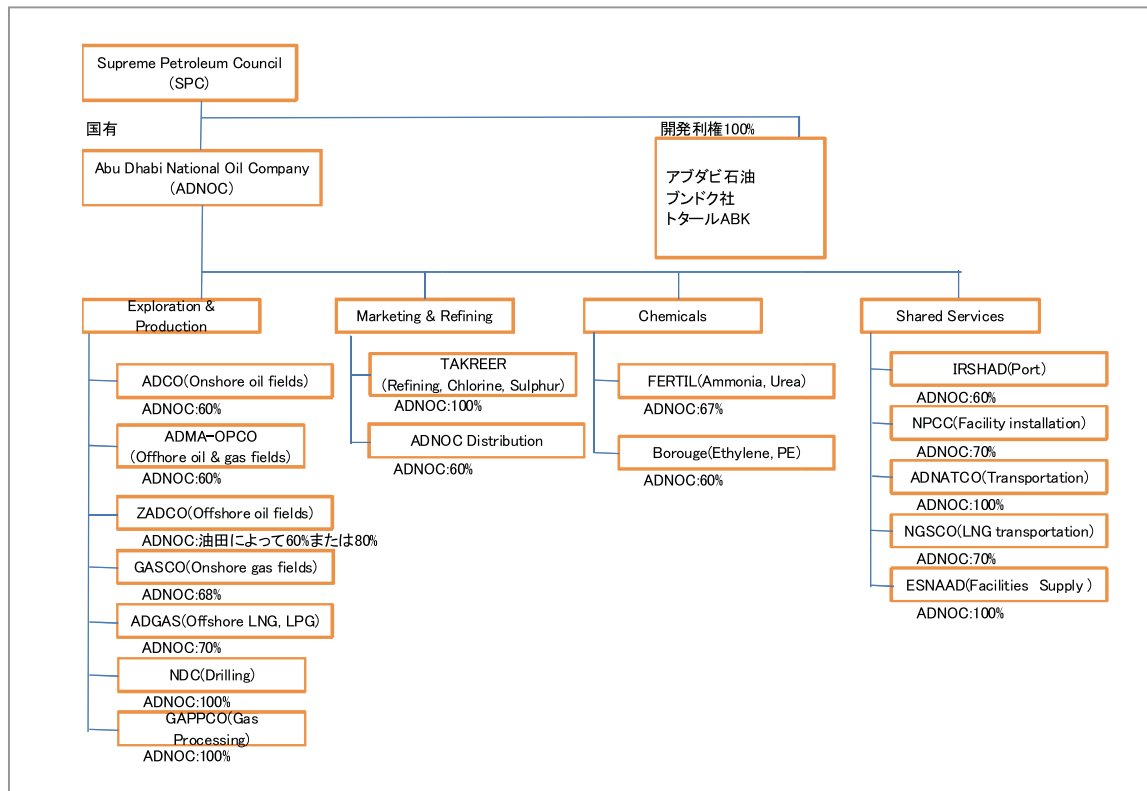 Supreme Petroleum Council
(SPC)
国有
開発利権100%
Abu Dhabi National Oil Company
(ADNOC)
アブダビ石油
ブンドク社
トタールABK
Exploration &
Production
ADCO(Onshore oil fields)
ADNOC:60%
ADMA-OPCO
(Offhore oil & gas fields)
ADNOC:60%
ZADCO(Offshore oil fields)
ADNOC:油田によって60%または80%
GASCO(Onshore gas fields)
ADNOC:68%
ADGAS(Offshore LNG, LPG)
ADNOC:70%
NDC(Drilling)
ADNOC:100%
GAPPCO(Gas
Processing)
ADNOC:100%
Marketing & Refining
TAKREER
(Refining, Chlorine, Sulphur)
ADNOC:100%
ADNOC Distribution
ADNOC:60%
Chemicals
FERTIL(Ammonia, Urea)
ADNOC:67%
Borouge(Ethylene, PE)
ADNOC:60%
Shared Services
IRSHAD(Port)
ADNOC:60%
NPCC(Facility installation)
ADNOC:70%
ADNATCO(Transportation)
ADNOC:100%
NGSCO(LNG transportation)
ADNOC:70%
ESNAAD(Facilities Supply )
ADNOC:100%